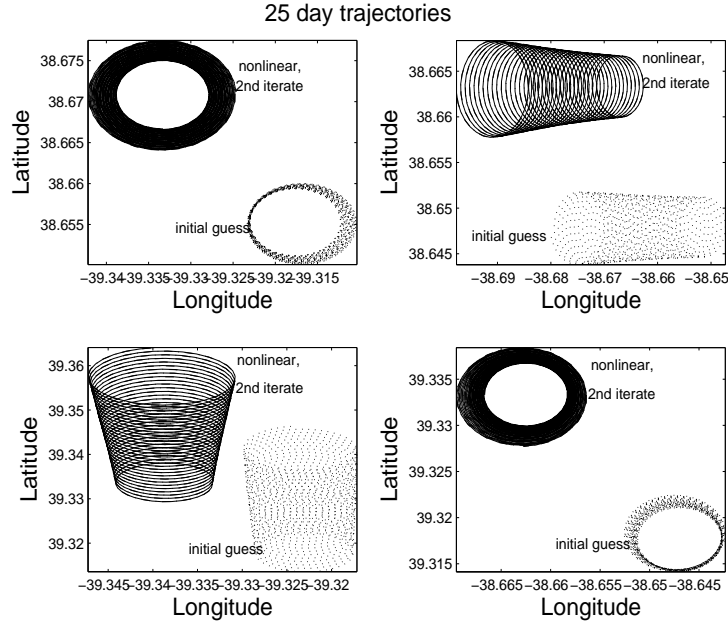 25 day trajectories
38.675
38.67
38.665
38.66
38.655
Latitude
nonlinear,
2nd iterate
initial guess
−39.34 −39.335 −39.33 −39.325 −39.32 −39.315
Longitude
38.665
38.66
38.655
38.65
38.645
Latitude
nonlinear,
2nd iterate
initial guess
−38.69 −38.68 −38.67 −38.66 −38.65
Longitude
39.36
39.35
39.34
39.33
39.32
Latitude
nonlinear,
2nd iterate
initial guess
−39.345 −39.34 −39.335 −39.33 −39.325 −39.32
Longitude
39.335
39.33
39.325
39.32
39.315
Latitude
nonlinear,
2nd iterate
initial guess
−38.665 −38.66 −38.655 −38.65 −38.645
Longitude